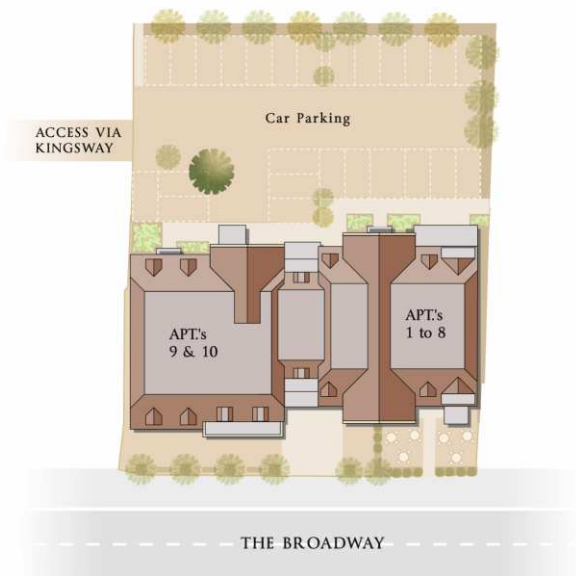 Car Parking
ACCESS VIA
KINGSWAY
APT.'s
9 & 10
APT.'s
1 to 8
THE BROADWAY